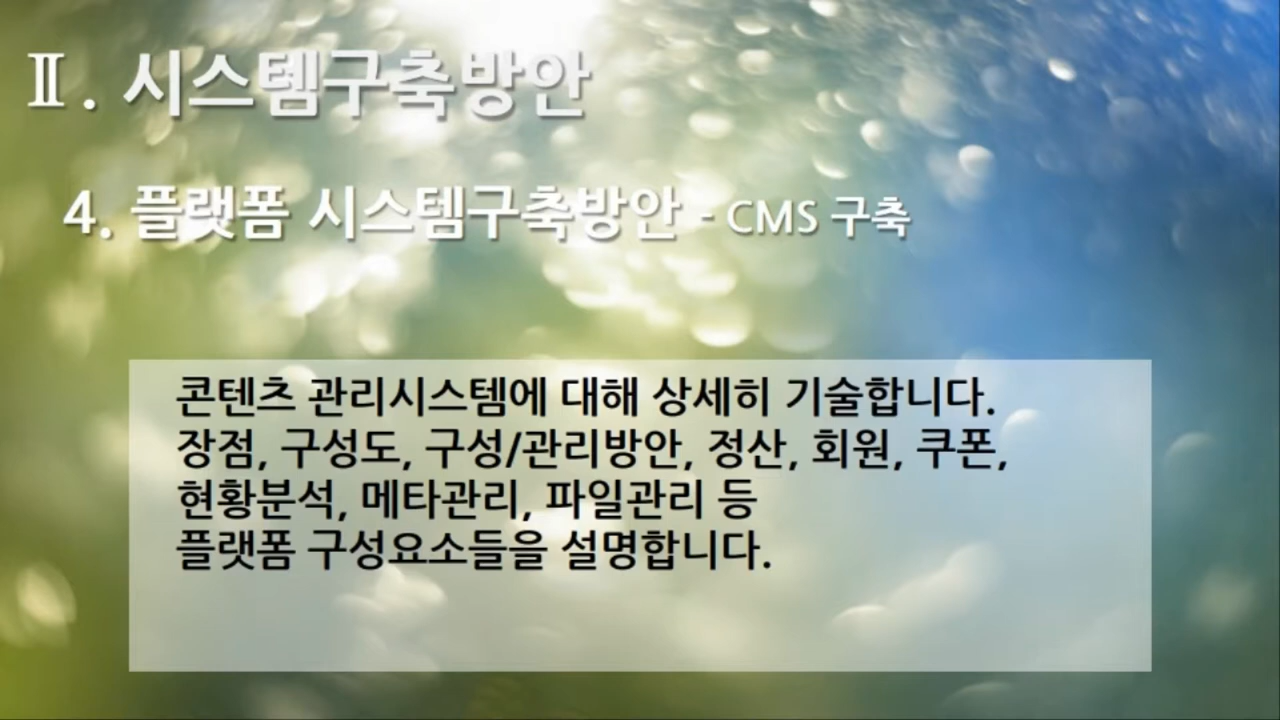 Ⅱ. 시스템구축방안
4. 플랫폼 시스템구축방안 - CMS 구축
콘텐츠 관리시스템에 대해 상세히 기술합니다.
장점, 구성도, 구성/관리방안, 정산, 회원, 쿠폰,
현황분석, 메타관리, 파일관리 등
플랫폼 구성요소들을 설명합니다.